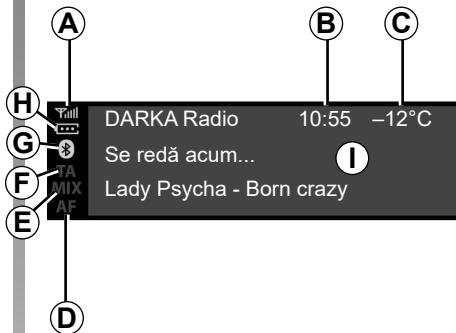 A B C
H
G
F
E
D
DARKA Radio 10:55 –12°C
Se redă acum... I
Lady Psycha - Born crazy
TA
MIX
AF